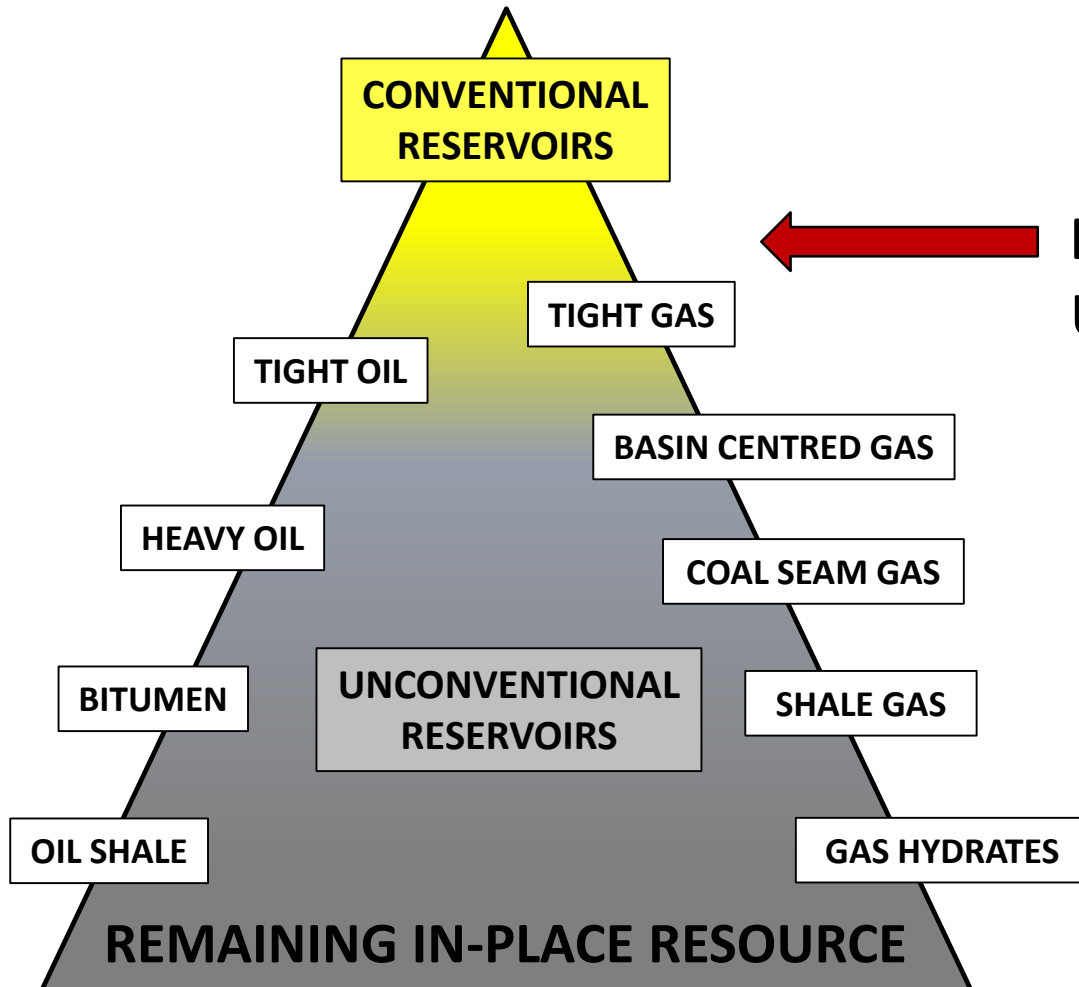 CONVENTIONAL
RESERVOIRS
TIGHT GAS
TIGHT OIL
BASIN CENTRED GAS
HEAVY OIL
COAL SEAM GAS
BITUMEN
UNCONVENTIONAL
RESERVOIRS
SHALE GAS
OIL SHALE
GAS HYDRATES
REMAINING IN-PLACE RESOURCE